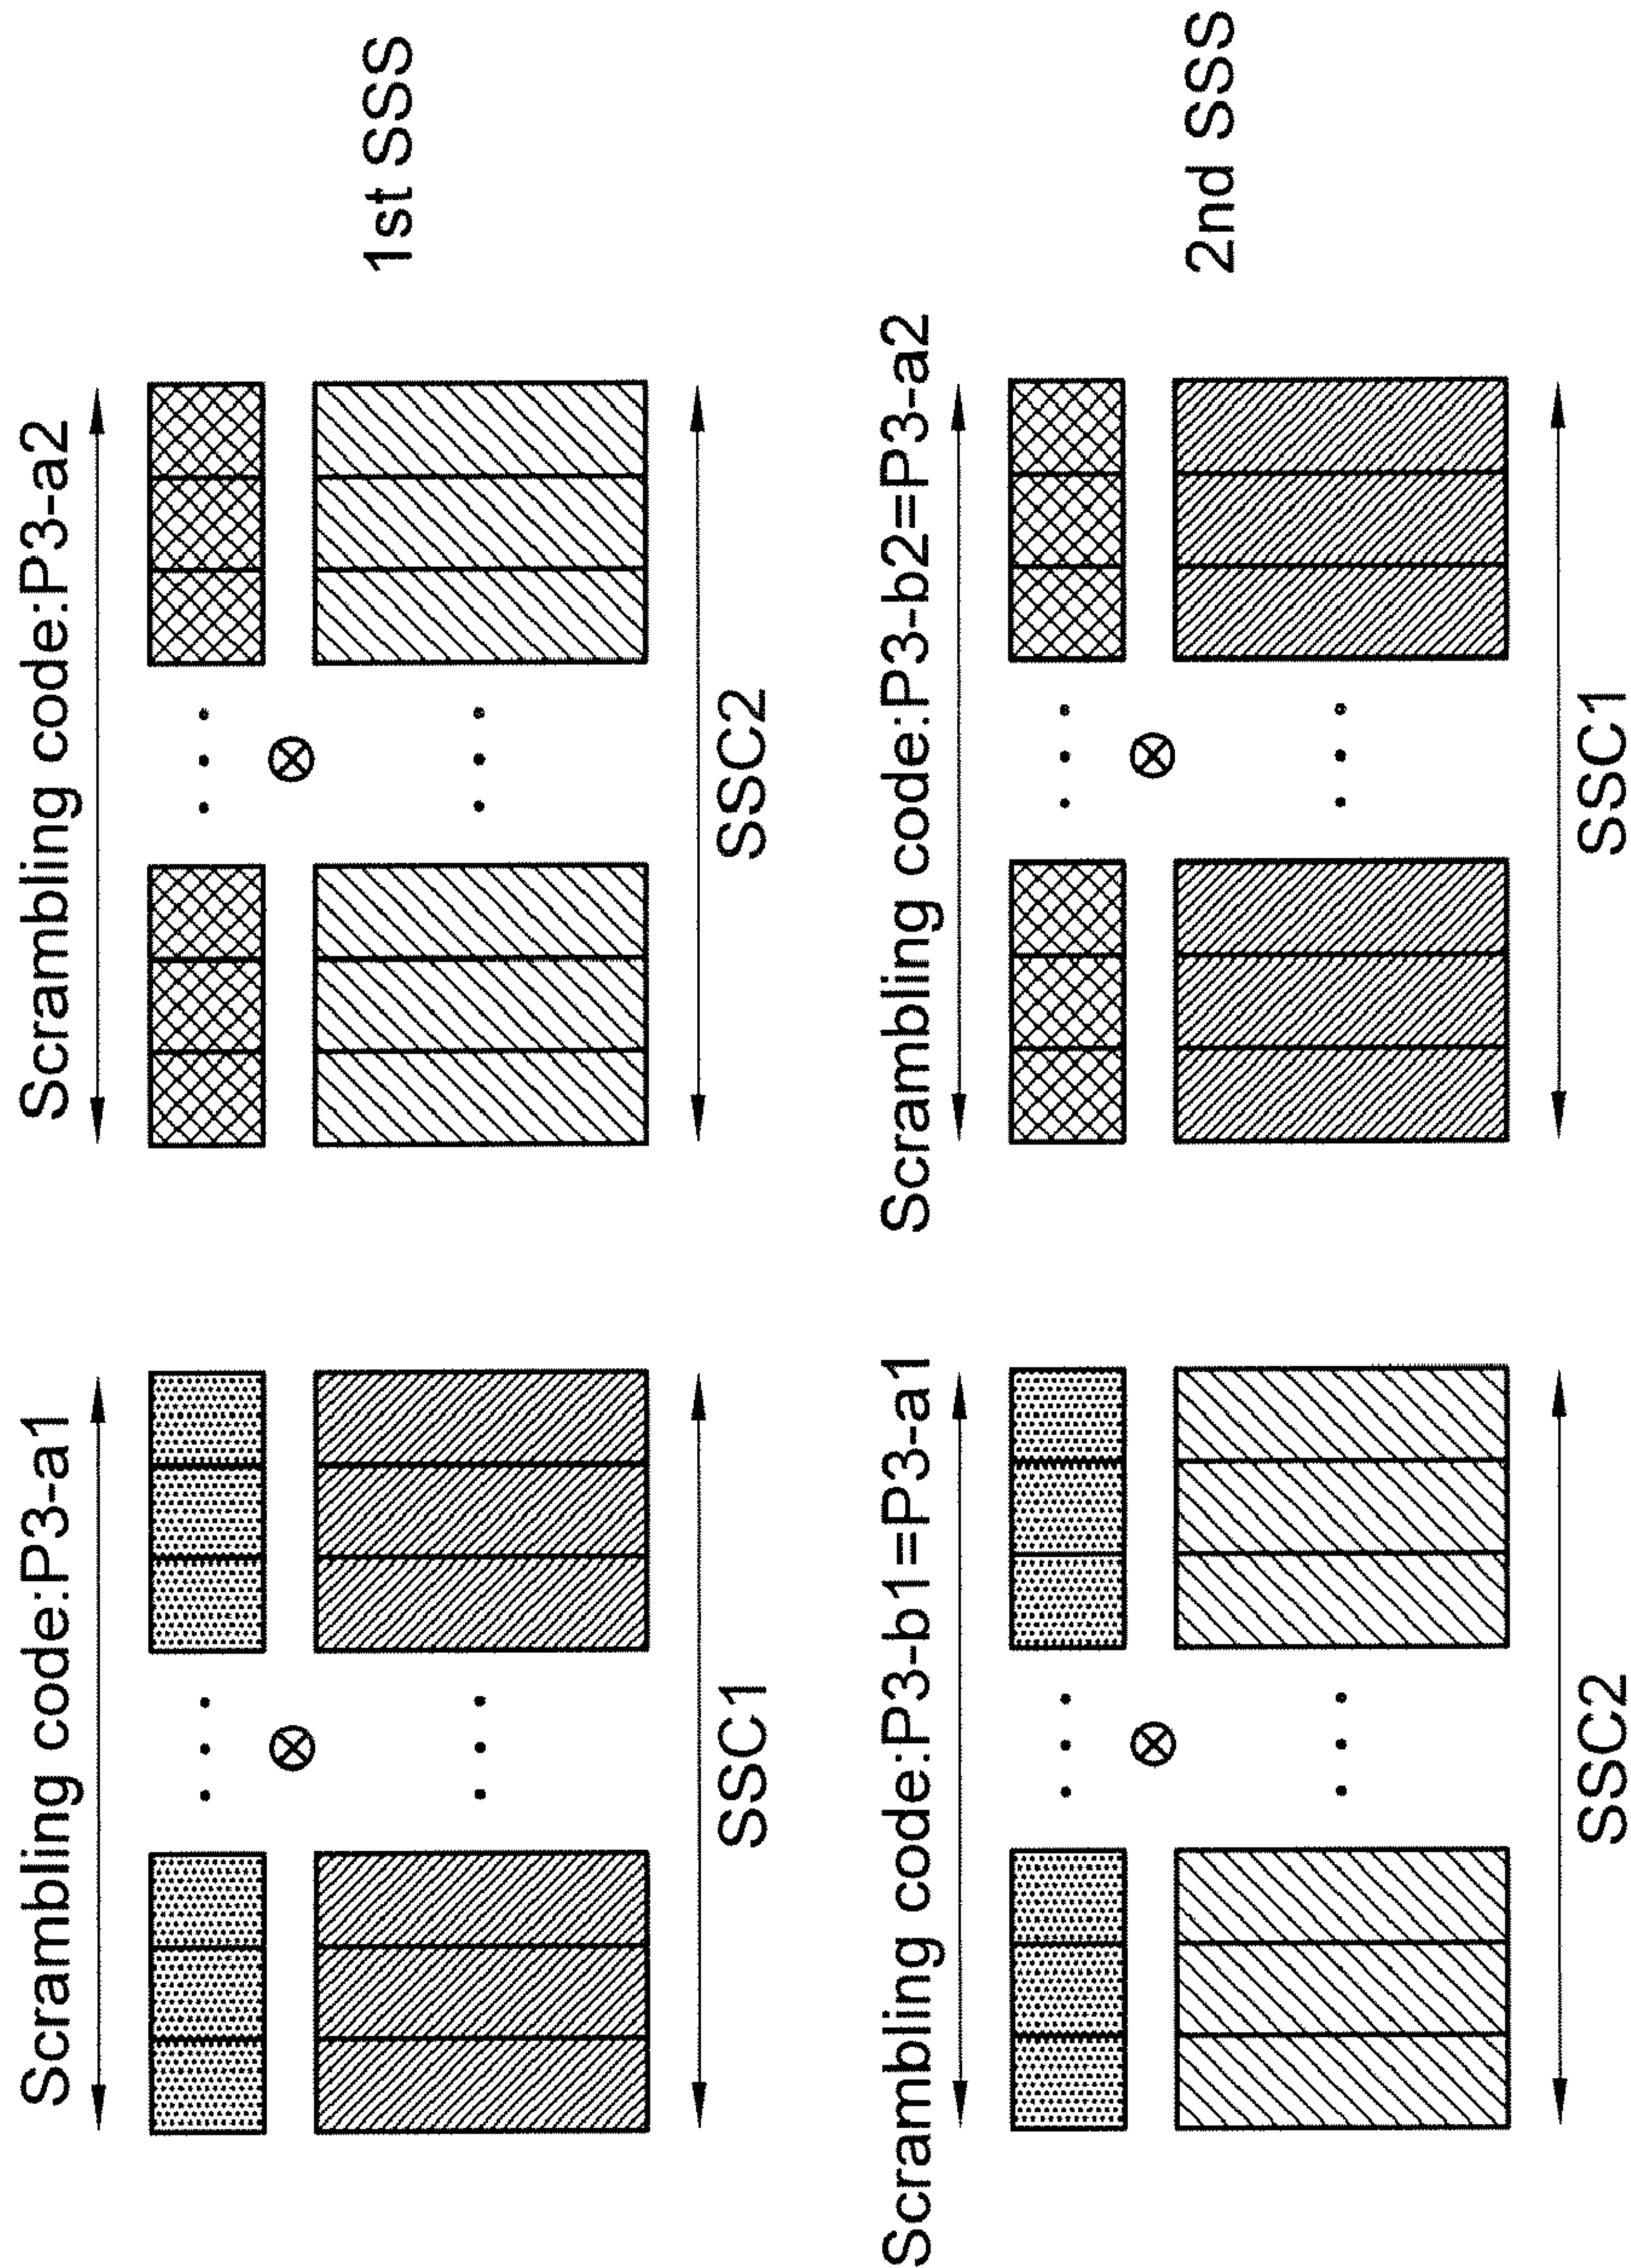 Scrambling code:P3-a1
Scrambling code:P3-a2
SSC1
SSC2
1st SSS
Scrambling code:P3-b1=P3-a1
Scrambling code:P3-b2=P3-a2
SSC2
SSC1
2nd SSS